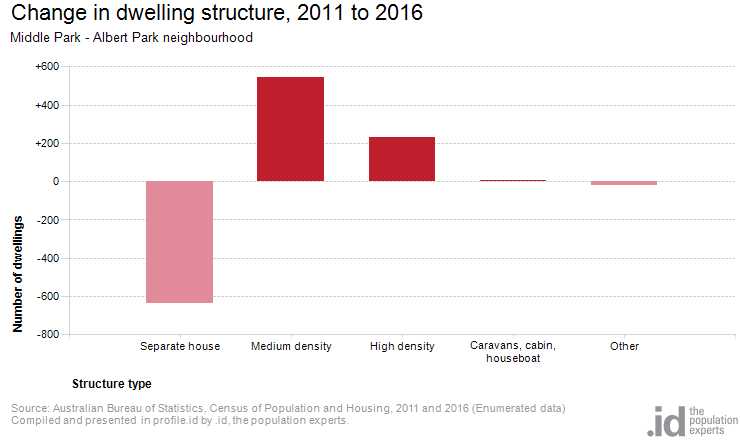 Change in dwelling structure, 2011 to 2016
Middle Park - Albert Park neighbourhood
+600
+400
+200
0
-200
-400
-600
-800
Number of dwellings
Separate house
Medium density
High density
Caravans, cabin,
houseboat
Other
Structure type
Source: Australian Bureau of Statistics, Census of Population and Housing, 2011 and 2016 (Enumerated data)
Compiled and presented in profile.id by .id, the population experts.
.id the
population
experts